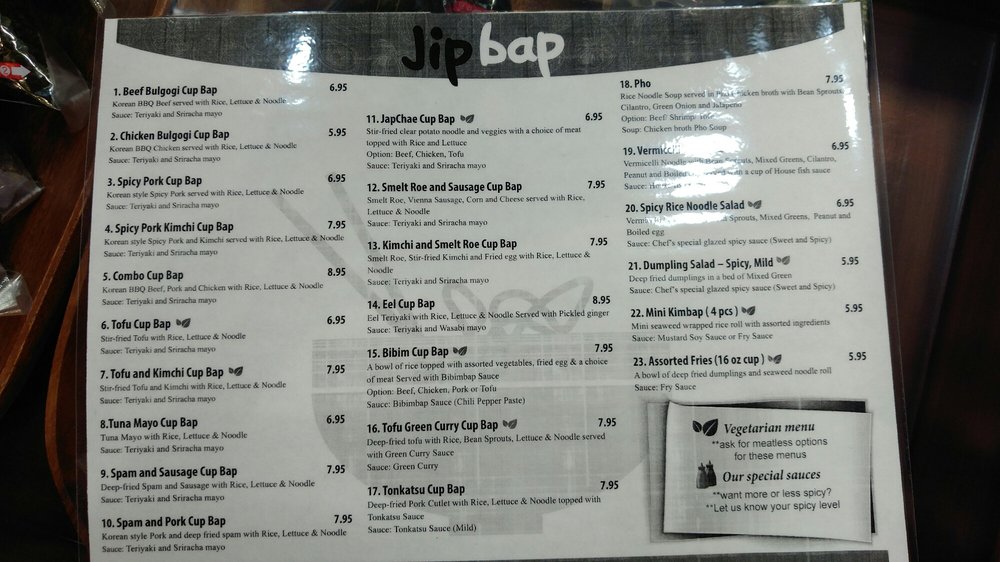 Jip bap
1. Beef Bulgogi Cup Bap 6.95
Korean BBQ Beef served with Rice, Lettuce & Noodle
Sauce: Teriyaki and Sriracha mayo
2. Chicken Bulgogi Cup Bap 5.95
Korean BBQ Chicken served with Rice, Lettuce & Noodle
Sauce: Teriyaki and Sriracha mayo
3. Spicy Pork Cup Bap 6.95
Korean style Spicy Pork served with Rice, Lettuce & Noodle
Sauce: Teriyaki and Sriracha mayo
4. Spicy Pork Kimchi Cup Bap 7.95
Korean style Spicy Pork and Kimchi served with Rice, Lettuce & Noodle
Sauce: Teriyaki and Sriracha mayo
5. Combo Cup Bap 8.95
Korean BBQ Beef, Pork and Chicken with Rice, Lettuce & Noodle
Sauce: Teriyaki and Sriracha mayo
6. Tofu Cup Bap 6.95
Stir-fried Tofu with Rice, Lettuce & Noodle
Sauce: Teriyaki and Sriracha mayo
7. Tofu and Kimchi Cup Bap 7.95
Stir-fried Tofu and Kimchi with Rice, Lettuce & Noodle
Sauce: Teriyaki and Sriracha mayo
8.Tuna Mayo Cup Bap 6.95
Tuna Mayo with Rice, Lettuce & Noodle
Sauce: Teriyaki and Sriracha mayo
9. Spam and Sausage Cup Bap 7.95
Deep-fried Spam and Sausage with Rice, Lettuce & Noodle
Sauce: Teriyaki and Sriracha mayo
10. Spam and Pork Cup Bap 7.95
Korean style Pork and deep fried spam with Rice, Lettuce & Noodle
Sauce: Teriyaki and Sriracha mayo
11. JapChae Cup Bap 6.95
Stir-fried clear potato noodle and veggies with a choice of meat
topped with Rice and Lettuce
Option: Beef, Chicken, Tofu
Sauce: Teriyaki and Sriracha mayo
12. Smelt Roe and Sausage Cup Bap 7.95
Smelt Roe, Vienna Sausage, Corn and Cheese served with Rice,
Lettuce & Noodle
Sauce: Teriyaki and Sriracha mayo
13. Kimchi and Smelt Roe Cup Bap 7.95
Smelt Roe, Stir-fried Kimchi and Fried egg with Rice, Lettuce &
Noodle
Sauce: Teriyaki and Sriracha mayo
14. Eel Cup Bap 8.95
Eel Teriyaki with Rice, Lettuce & Noodle Served with Pickled ginger
Sauce: Teriyaki and Wasabi mayo
15. Bibim Cup Bap 7.95
A bowl of rice topped with assorted vegetables, fried egg & a choice
of meat Served with Bibimbap Sauce
Option: Beef, Chicken, Pork or Tofu
Sauce: Bibimbap Sauce (Chili Pepper Paste)
16. Tofu Green Curry Cup Bap 7.95
Deep-fried tofu with Rice, Bean Sprouts, Lettuce & Noodle served
with Green Curry Sauce
Sauce: Green Curry
17. Tonkatsu Cup Bap 7.95
Deep-fried Pork Cutlet with Rice, Lettuce & Noodle topped with
Tonkatsu Sauce
Sauce: Tonkatsu Sauce (Mild)
18. Pho 7.95
Rice Noodle Soup served in Pho Chicken broth with Bean Sprouts,
Cilantro, Green Onion and Jalapeno
Option: Beef/ Shrimp/ Tofu
Soup: Chicken broth Pho Soup
19. Vermicelli 6.95
Vermicelli Noodle with Bean Sprouts, Mixed Greens, Cilantro,
Peanut and Boiled served with a cup of House fish sauce
Sauce:
20. Spicy Rice Noodle Salad 6.95
Sprouts, Mixed Greens, Peanut and
Boiled egg
Sauce: Chef's special glazed spicy sauce (Sweet and Spicy)
21. Dumpling Salad – Spicy, Mild 5.95
Deep fried dumplings in a bed of Mixed Green
Sauce: Chef's special glazed spicy sauce (Sweet and Spicy)
22. Mini Kimbap ( 4 pcs ) 5.95
Mini seaweed wrapped rice roll with assorted ingredients
Sauce: Mustard Soy Sauce or Fry Sauce
23. Assorted Fries (16 oz cup ) 5.95
A bowl of deep fried dumplings and seaweed noodle roll
Sauce: Fry Sauce
Vegetarian menu
**ask for meatless options
for these menus
Our special sauces
**want more or less spicy?
**Let us know your spicy level